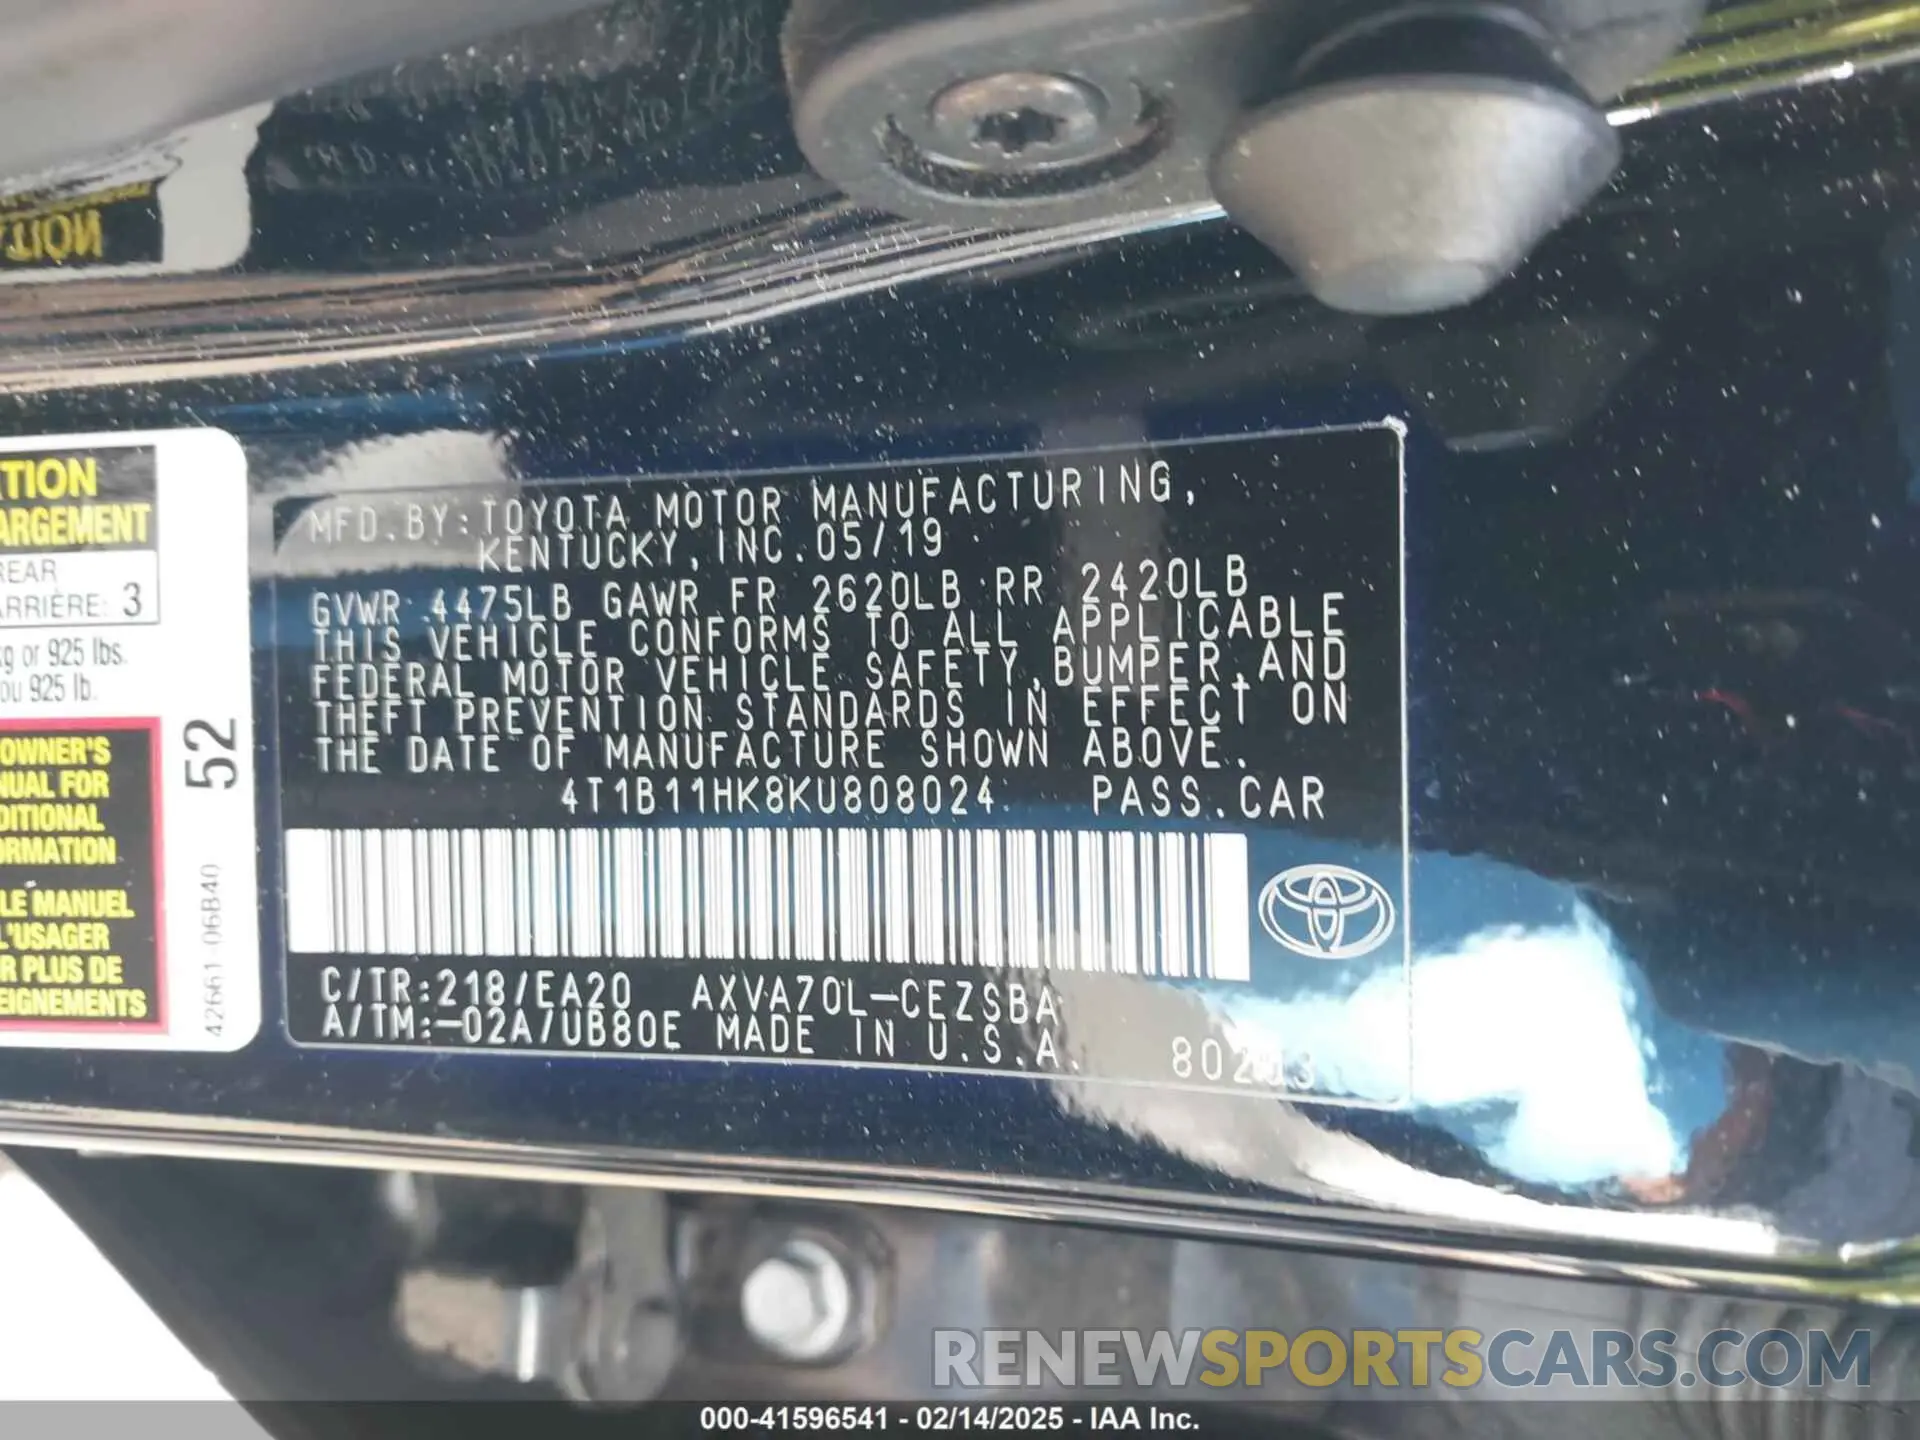 NOIT
TION
ARGEMENT
REAR
ARRIÈRE: 3
kg or 925 lbs.
ou 925 lb.
OWNER'S
NUAL FOR
DITIONAL
ORMATION
LE MANUEL
L'USAGER
R PLUS DE
EIGNEMENTS
52
42661-06B40
MFD. BY: TOYOTA MOTOR MANUFACTURING,
KENTUCKY, INC. 05/19
GVWR 4475LB GAWR FR 2620LB RR 2420LB
THIS VEHICLE CONFORMS TO ALL APPLICABLE
FEDERAL MOTOR VEHICLE SAFETY, BUMPER, AND
THEFT PREVENTION STANDARDS IN EFFECT ON
THE DATE OF MANUFACTURE SHOWN ABOVE.
4T1B11HK8KU808024 PASS. CAR
C/TR: 218/EA20 AXVA70L-CEZSBA
A/TM: -02A/UB80E MADE IN U.S.A.
RENEWSPORTSCARS.COM
000-41596541 - 02/14/2025 - IAA Inc.